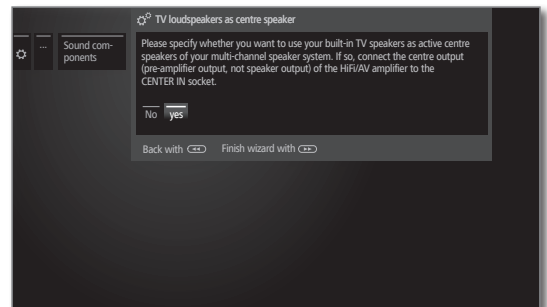 TV loudspeakers as centre speaker
...
Sound com-
ponents
Please specify whether you want to use your built-in TV speakers as active centre
speakers of your multi-channel speaker system. If so, connect the centre output
(pre-amplifier output, not speaker output) of the HiFi/AV amplifier to the
CENTER IN socket.
No yes
Back with Finish wizard with